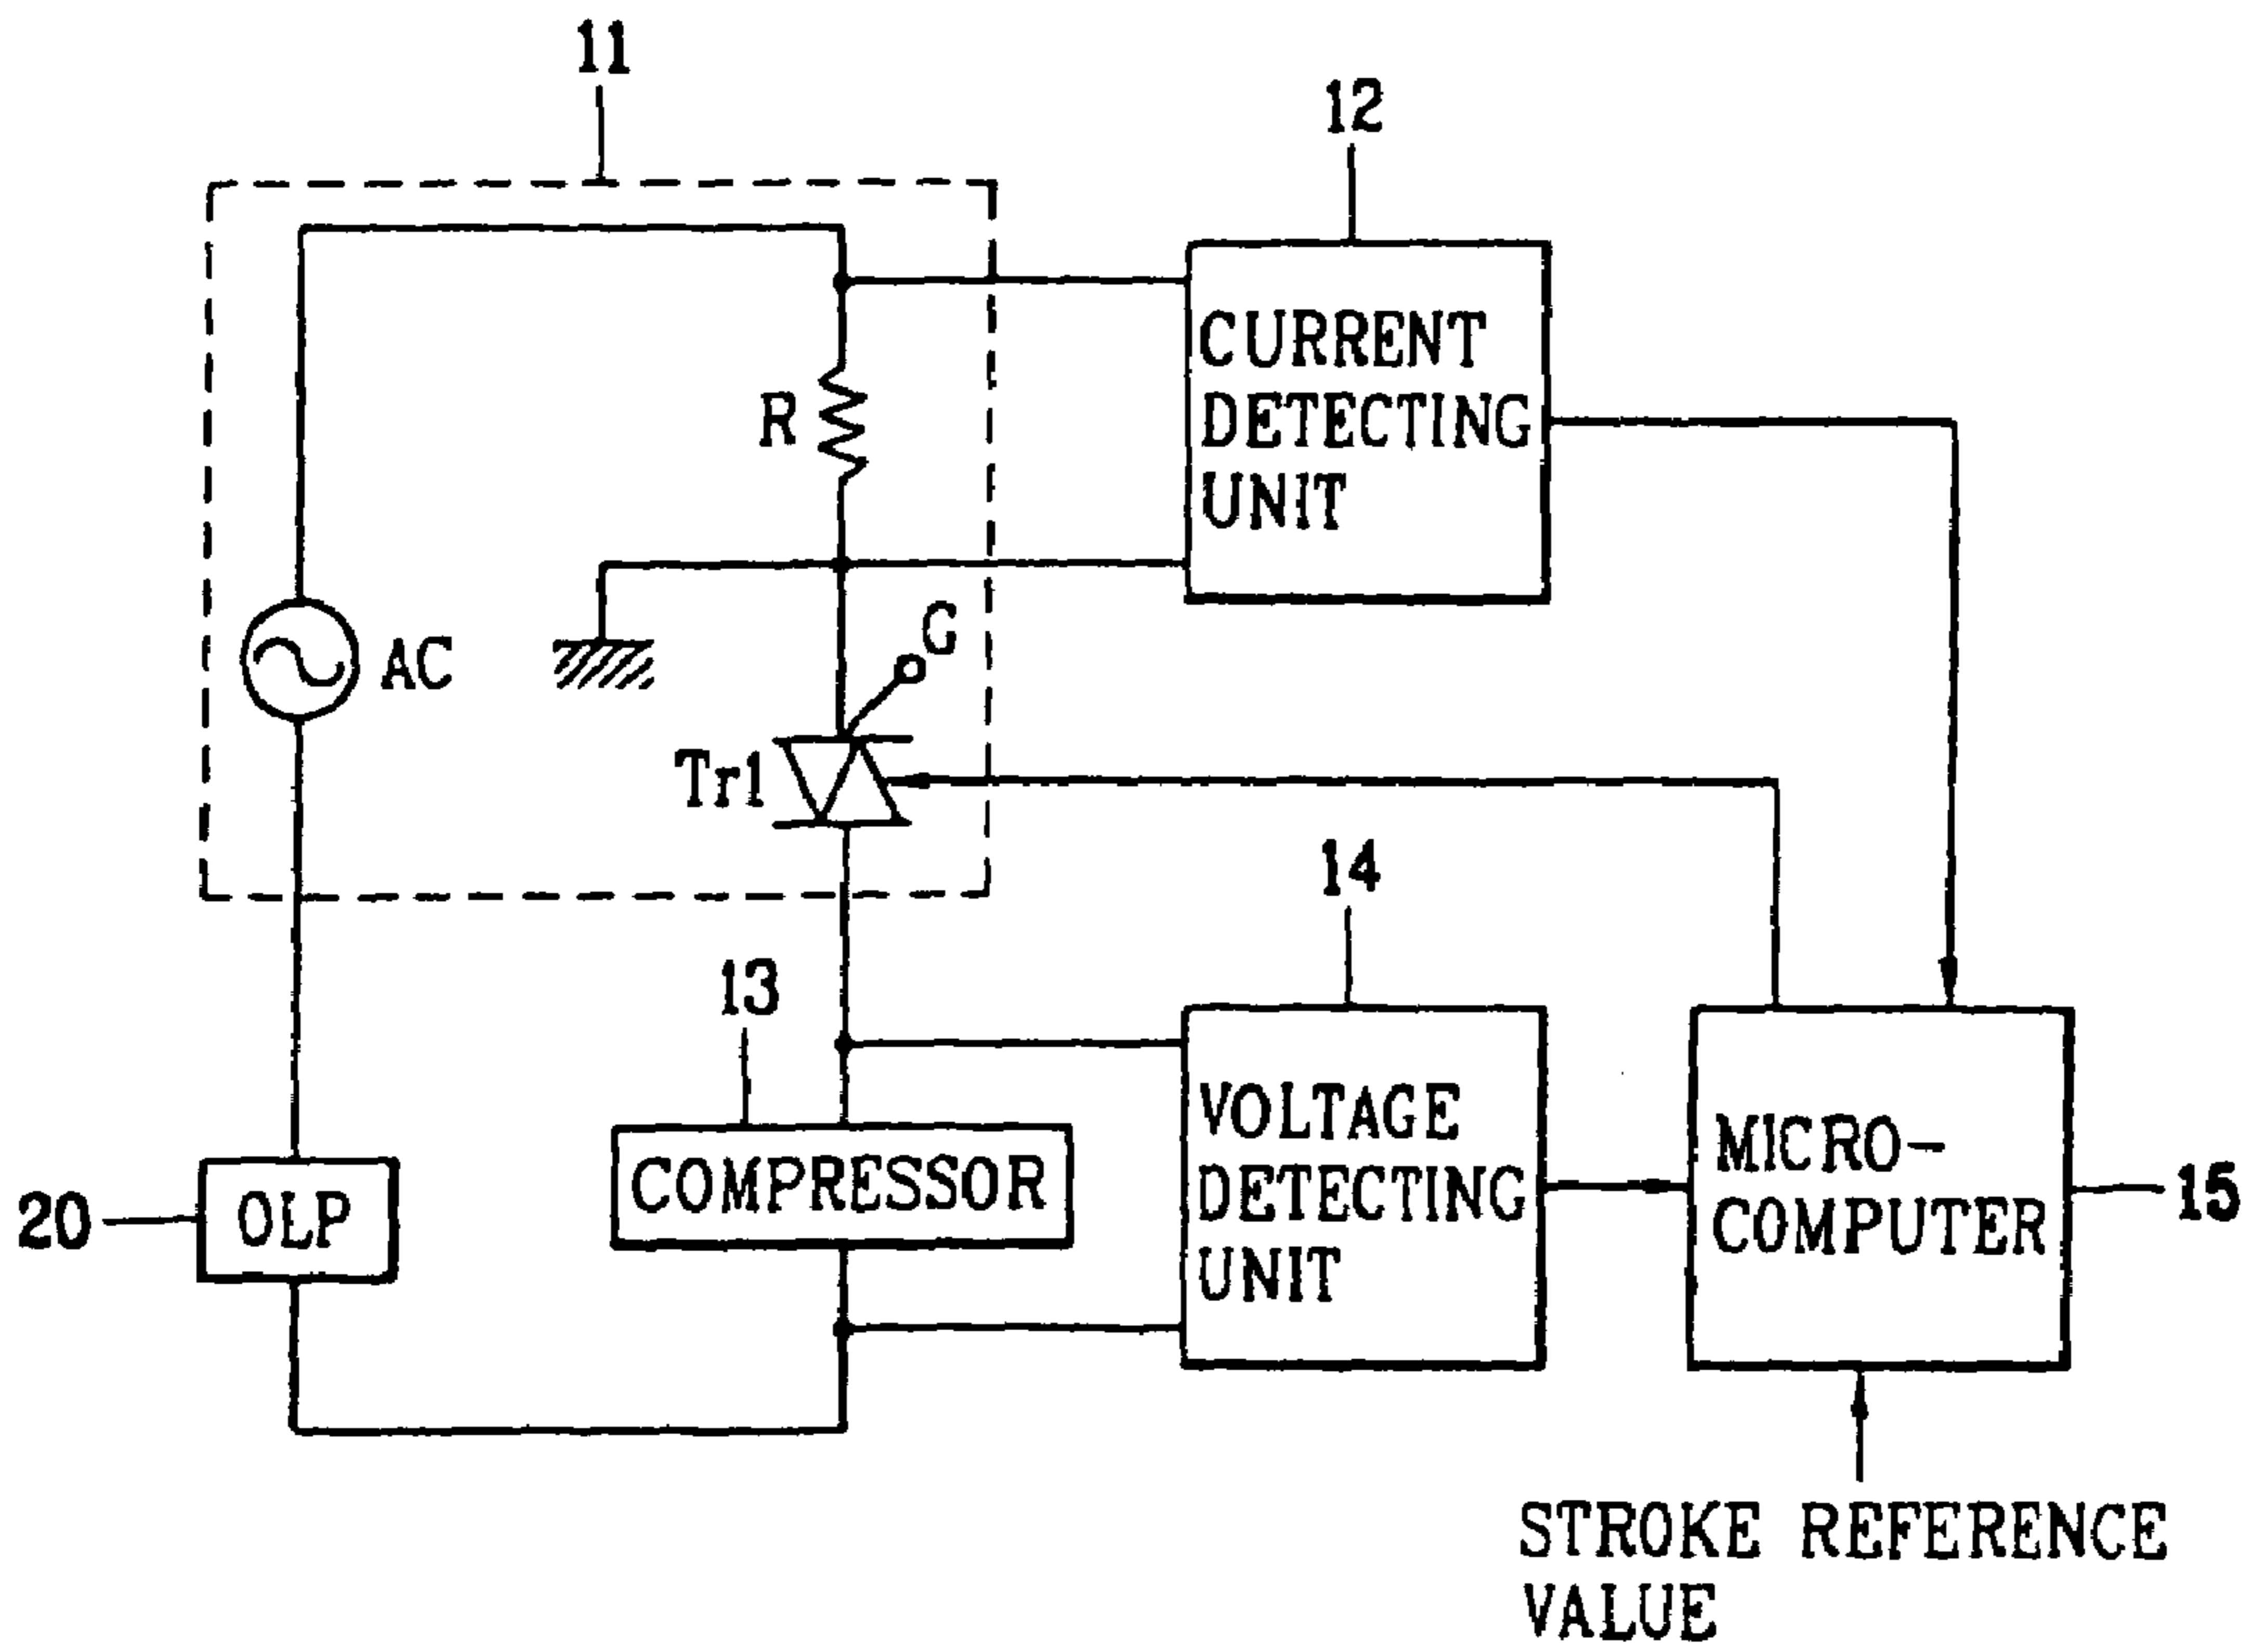 11
12
CURRENT
DETECTING
UNIT
R
G
AC
Tr1
14
13
VOLTAGE
DETECTING
UNIT
MICRO-
COMPUTER
15
COMPRESSOR
20
OLP
STROKE REFERENCE
VALUE